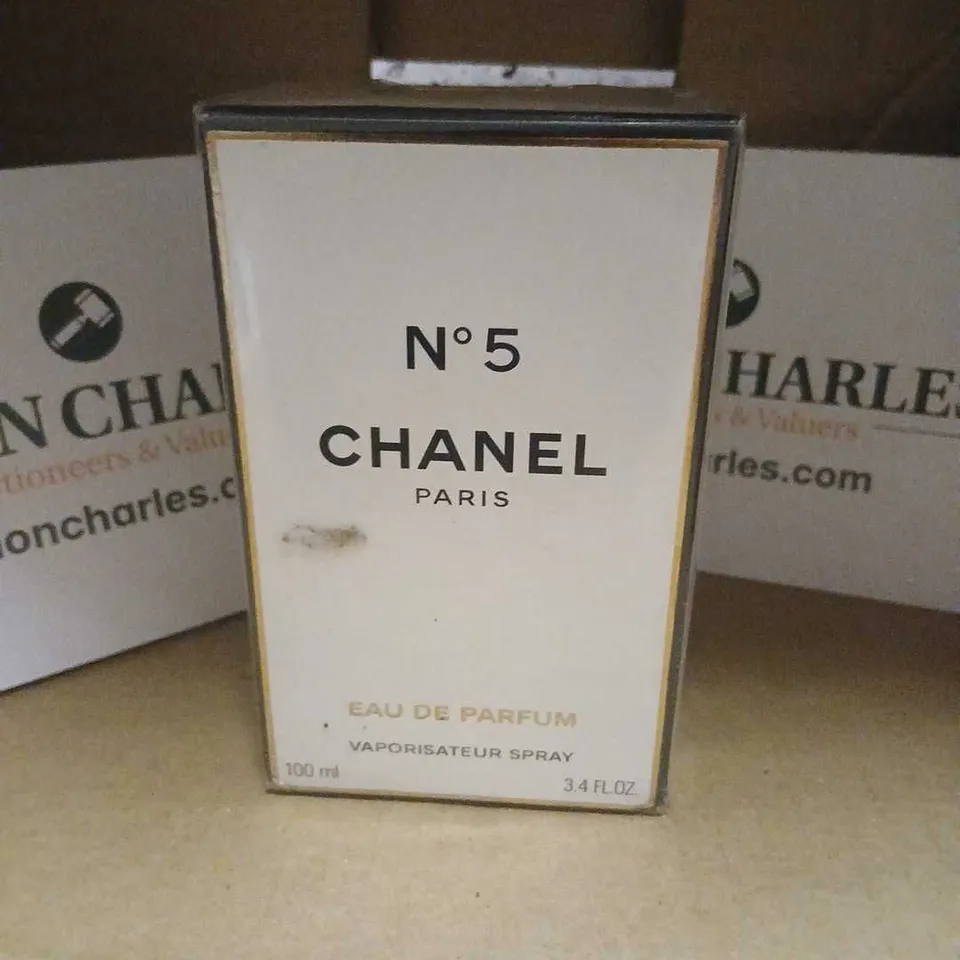 N CHA
tioneers & Valu
oncharles.c
N° 5
CHANEL
PARIS
EAU DE PARFUM
VAPORISATEUR SPRAY
100 ml
3.4 FL.OZ.
HARLES
s & Valuers
rles.com